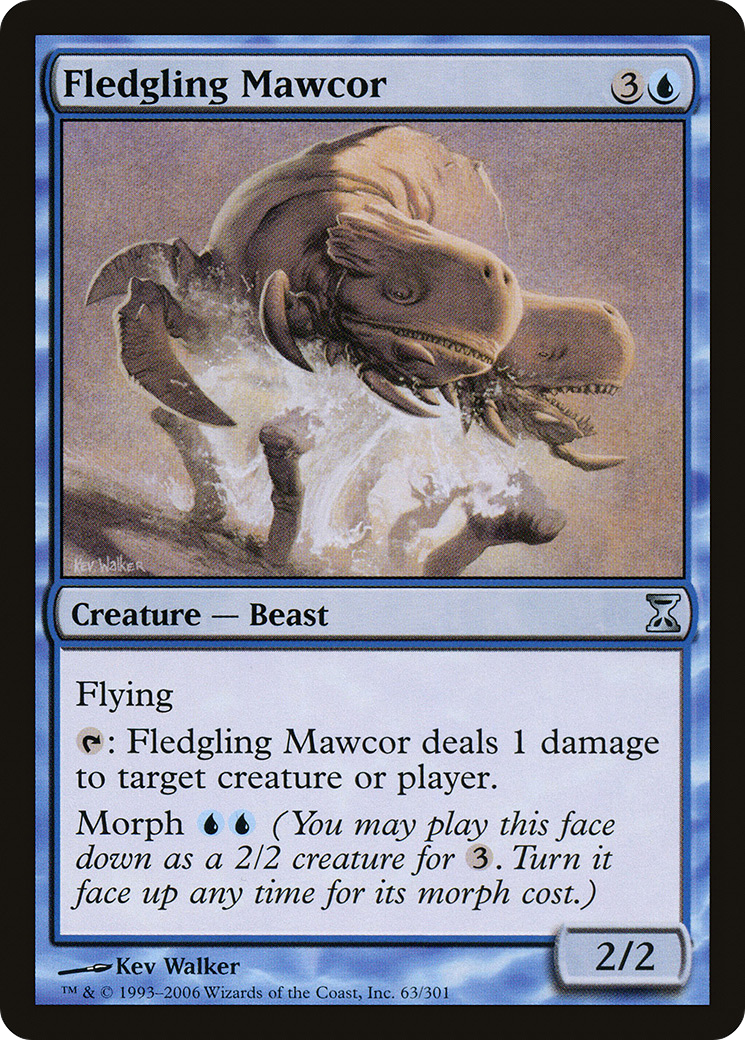 Fledgling Mawcor 3
Kev. Walker
Creature — Beast
Flying
: Fledgling Mawcor deals 1 damage
to target creature or player.
Morph (You may play this face
down as a 2/2 creature for 3. Turn it
face up any time for its morph cost.)
2/2
Kev Walker
™ & © 1993–2006 Wizards of the Coast, Inc. 63/301